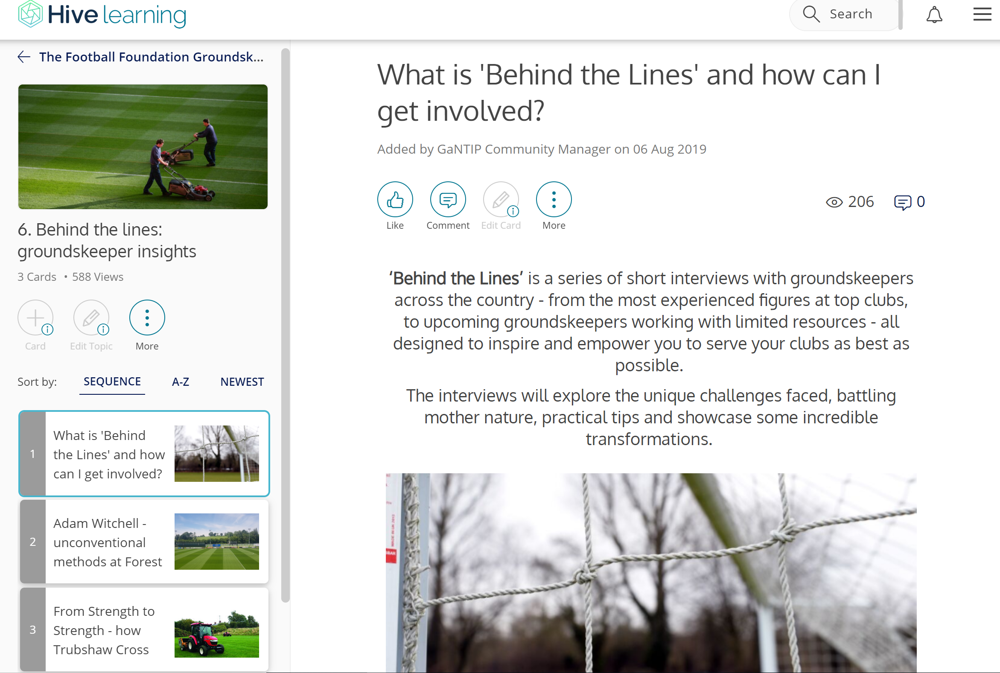 Hive learning
Search
The Football Foundation Groundsk...
6. Behind the lines:
groundskeeper insights
3 Cards • 588 Views
Card
Edit Topic
More
Sort by:
SEQUENCE
A-Z
NEWEST
1
What is 'Behind
the Lines' and how
can I get involved?
2
Adam Witchell -
unconventional
methods at Forest
3
From Strength to
Strength - how
Trubshaw Cross
What is 'Behind the Lines' and how can I
get involved?
Added by GaNTIP Community Manager on 06 Aug 2019
Like
Comment
Edit Card
More
206
0
‘Behind the Lines’ is a series of short interviews with groundskeepers
across the country - from the most experienced figures at top clubs,
to upcoming groundskeepers working with limited resources - all
designed to inspire and empower you to serve your clubs as best as
possible.
The interviews will explore the unique challenges faced, battling
mother nature, practical tips and showcase some incredible
transformations.
MADE IN UK 2013